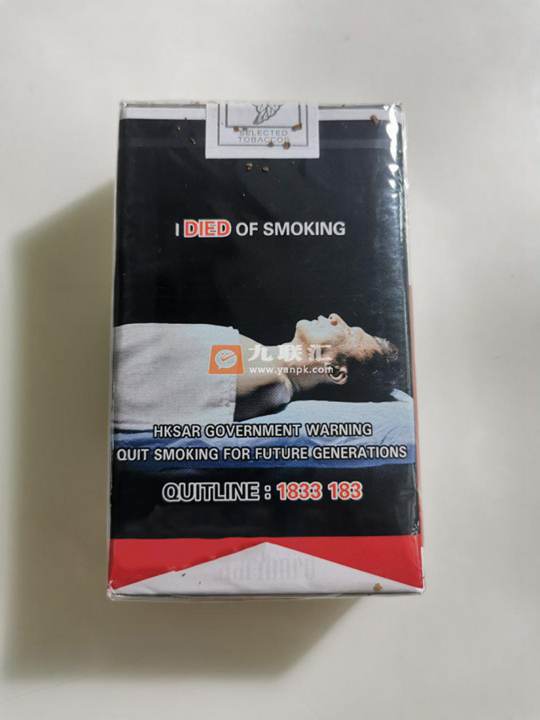 SELECTED
TOBACCOS
I DIED OF SMOKING
九联汇
www.yanpk.com
HKSAR GOVERNMENT WARNING
QUIT SMOKING FOR FUTURE GENERATIONS
QUITLINE : 1833 183